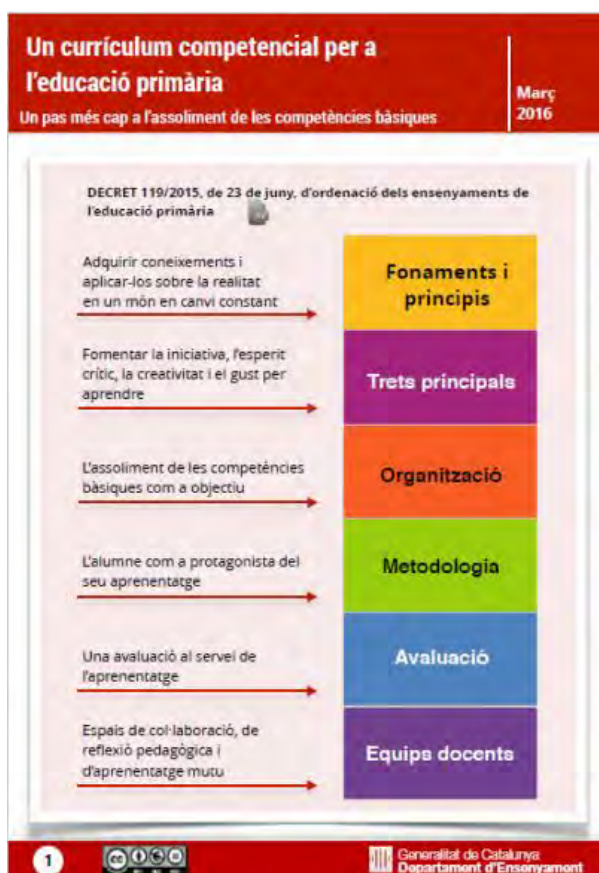 Un currículum competencial per a
l'educació primària
Un pas més cap a l'assoliment de les competències bàsiques
Març
2016
DECRET 119/2015, de 23 de juny, d'ordenació dels ensenyaments de
l'educació primària
Adquirir coneixements i
aplicar-los sobre la realitat
en un món en canvi constant
Fonaments i
principis
Fomentar la iniciativa, l'esperit
crític, la creativitat i el gust per
aprendre
Trets principals
L'assoliment de les competències
bàsiques com a objectiu
Organització
L'alumne com a protagonista del
seu aprenentatge
Metodologia
Una avaluació al servei de
l'aprenentatge
Avaluació
Espais de col·laboració, de
reflexió pedagògica i
d'aprenentatge mutu
Equips docents
1
cc
Generalitat de Catalunya
Departament d'Ensenyament